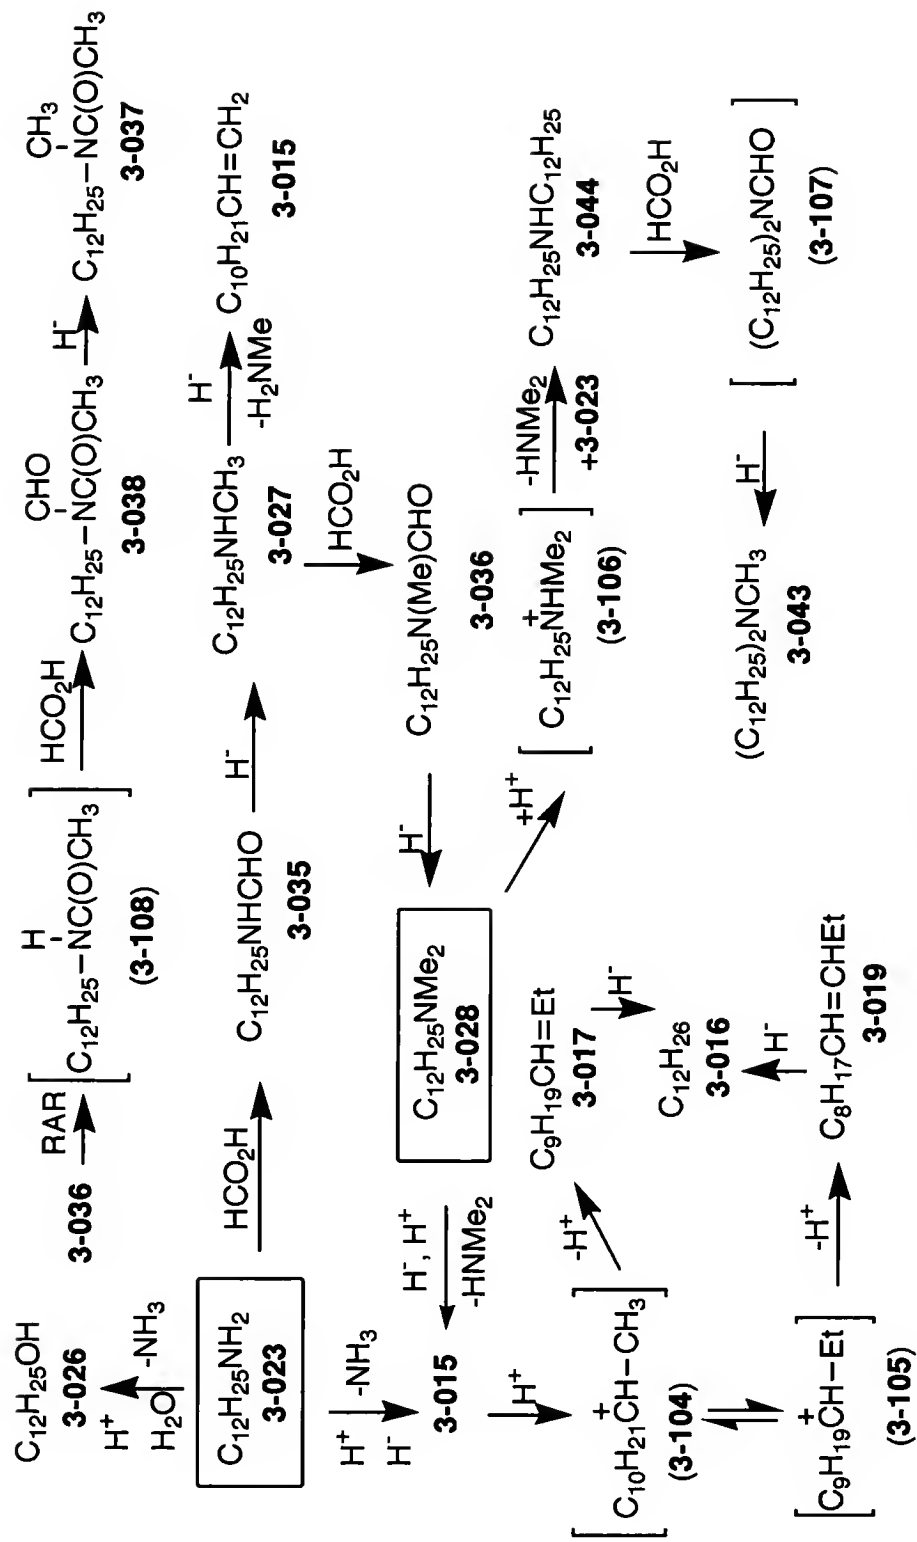 C12H25OH
3-026
H+
H2O
-NH3
3-036
RAR
[C12H25–NC(O)CH3]
H
(3-108)
HCO2H
CHO
C12H25–NC(O)CH3
3-038
H-
CH3
C12H25–NC(O)CH3
3-037
C12H25NH2
3-023
HCO2H
C12H25NHCHO
3-035
H-
C12H25NHCH3
3-027
H-
-H2NMe
C10H21CH=CH2
3-015
HCO2H
H+
H-
-NH3
3-015
H-, H+
-HNMe2
C12H25NMe2
3-028
H-
C12H25N(Me)CHO
3-036
+H+
[C12H25N+HMe2]
(3-106)
-HNMe2
+3-023
C12H25NHC12H25
3-044
HCO2H
H+
[C10H21C+H–CH3]
(3-104)
-H+
C9H19CH=Et
3-017
H-
C12H26
3-016
H-
[C9H19C+H–Et]
(3-105)
-H+
C8H17CH=CHEt
3-019
(C12H25)2NCH3
3-043
H-
[(C12H25)2NCHO]
(3-107)